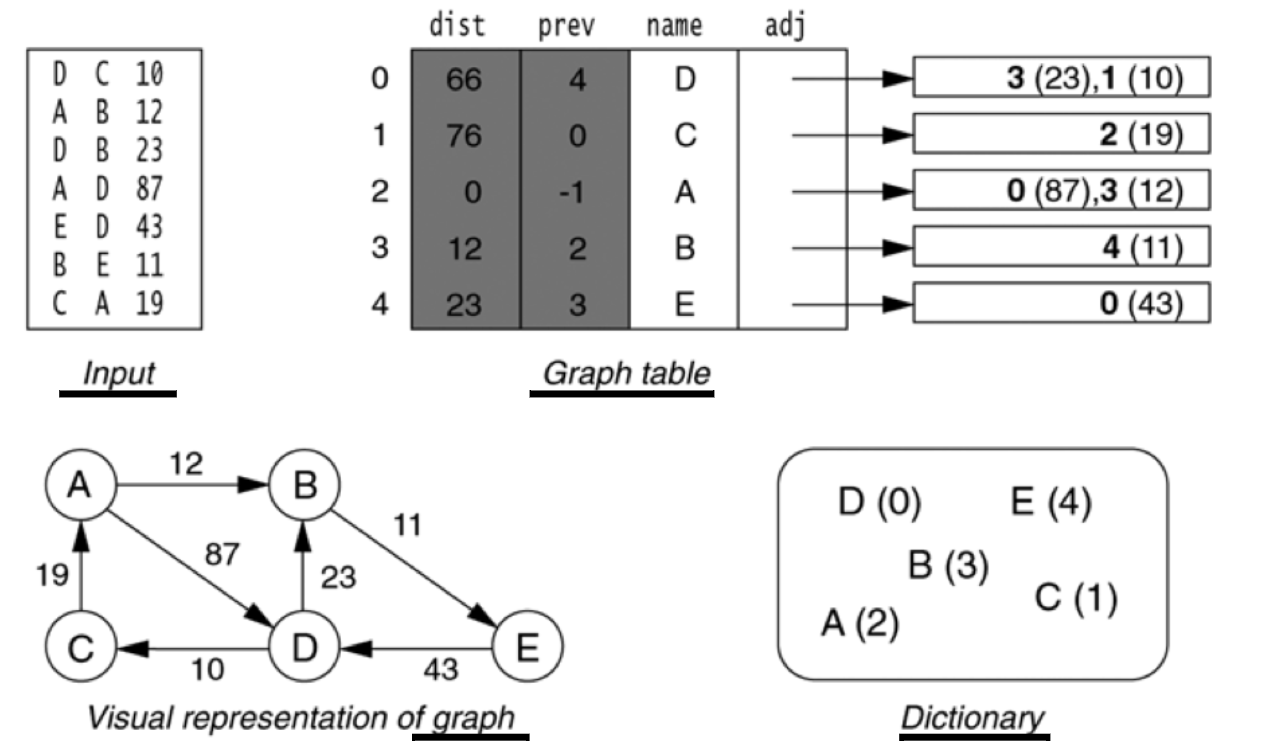 D C 10
A B 12
D B 23
A D 87
E D 43
B E 11
C A 19
Input
dist prev name adj
0 66 4 D 3 (23),1 (10)
1 76 0 C 2 (19)
2 0 -1 A 0 (87),3 (12)
3 12 2 B 4 (11)
4 23 3 E 0 (43)
Graph table
A 12 B
11
87
19 23
C 10 D 43 E
Visual representation of graph
D (0) E (4)
B (3)
C (1)
A (2)
Dictionary